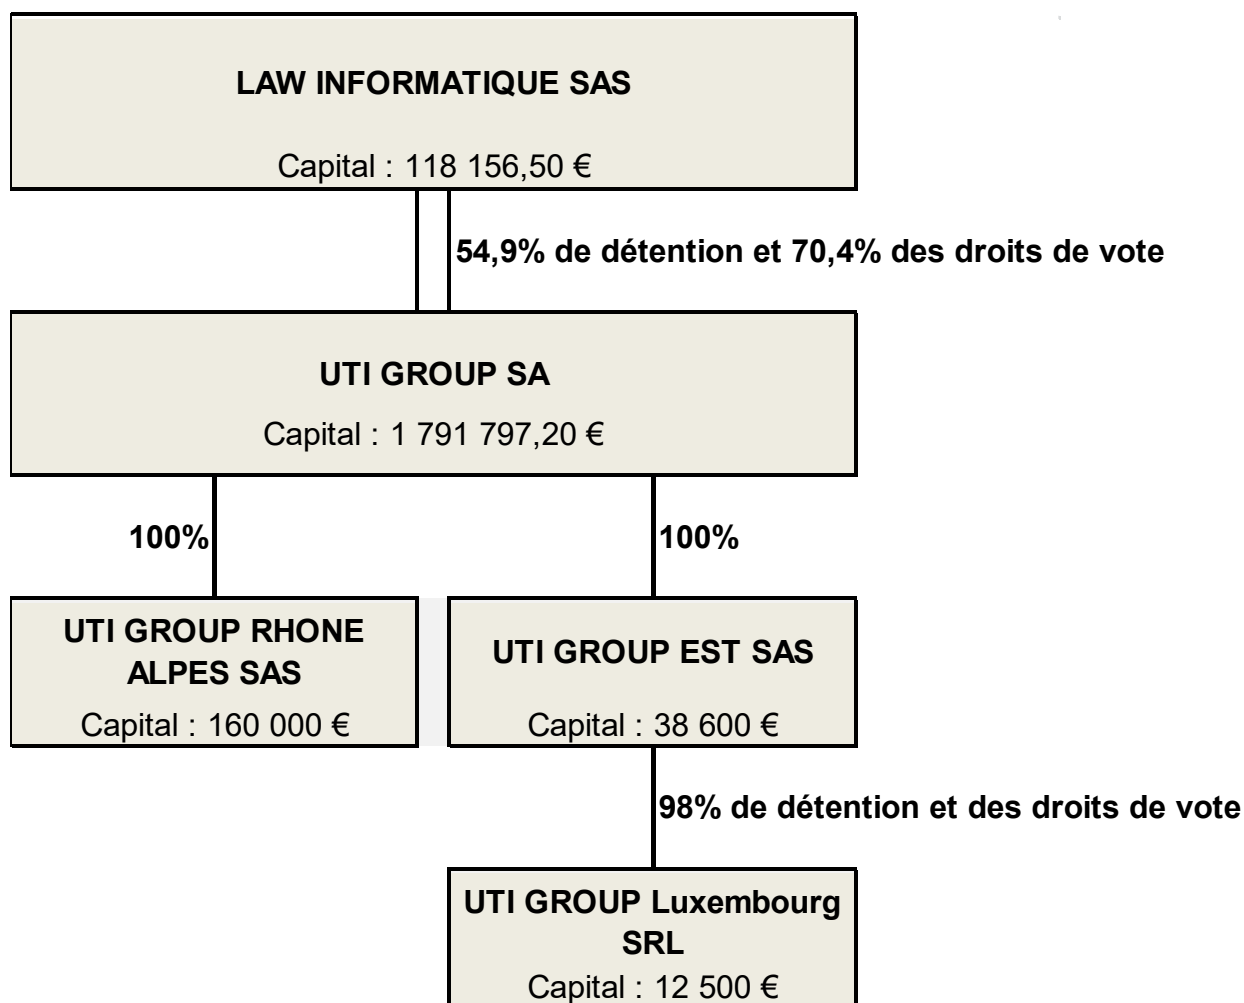 LAW INFORMATIQUE SAS
Capital : 118 156,50 €
54,9% de détention et 70,4% des droits de vote
UTI GROUP SA
Capital : 1 791 797,20 €
100%
100%
UTI GROUP RHONE
ALPES SAS
Capital : 160 000 €
UTI GROUP EST SAS
Capital : 38 600 €
98% de détention et des droits de vote
UTI GROUP Luxembourg
SRL
Capital : 12 500 €